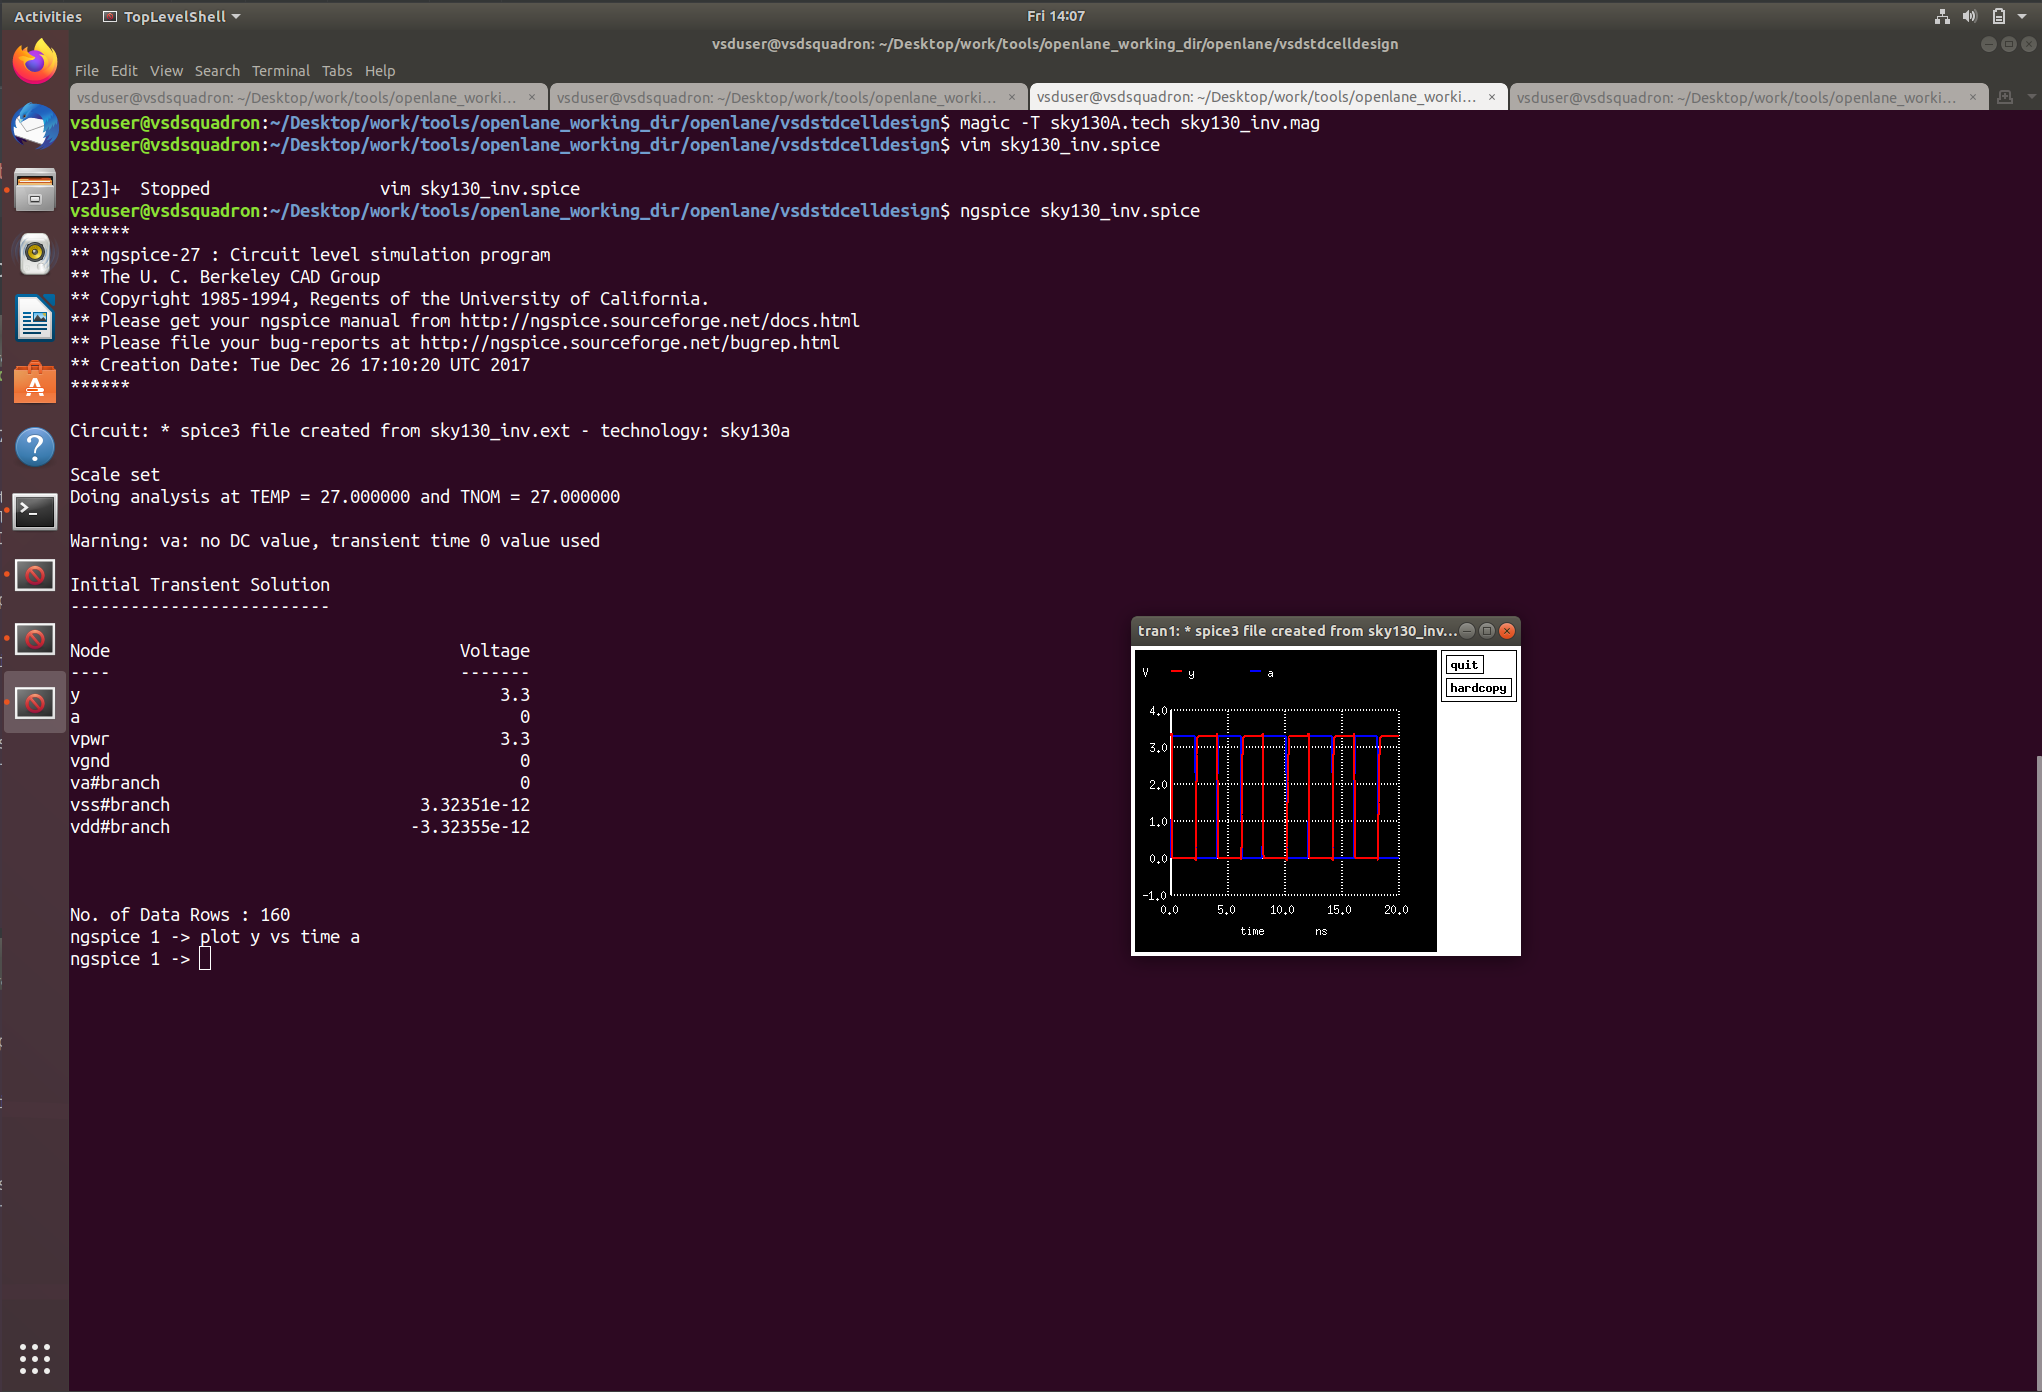 Activities TopLevelShell Fri 14:07
vsduser@vsdsquadron: ~/Desktop/work/tools/openlane_working_dir/openlane/vsdstdcelldesign
File Edit View Search Terminal Tabs Help
vsduser@vsdsquadron: ~/Desktop/work/tools/openlane_worki... × vsduser@vsdsquadron: ~/Desktop/work/tools/openlane_worki... × vsduser@vsdsquadron: ~/Desktop/work/tools/openlane_worki... × vsduser@vsdsquadron: ~/Desktop/work/tools/openlane_worki... ×
vsduser@vsdsquadron:~/Desktop/work/tools/openlane_working_dir/openlane/vsdstdcelldesign$ magic -T sky130A.tech sky130_inv.mag
vsduser@vsdsquadron:~/Desktop/work/tools/openlane_working_dir/openlane/vsdstdcelldesign$ vim sky130_inv.spice
[23]+  Stopped                 vim sky130_inv.spice
vsduser@vsdsquadron:~/Desktop/work/tools/openlane_working_dir/openlane/vsdstdcelldesign$ ngspice sky130_inv.spice
******
** ngspice-27 : Circuit level simulation program
** The U. C. Berkeley CAD Group
** Copyright 1985-1994, Regents of the University of California.
** Please get your ngspice manual from http://ngspice.sourceforge.net/docs.html
** Please file your bug-reports at http://ngspice.sourceforge.net/bugrep.html
** Creation Date: Tue Dec 26 17:10:20 UTC 2017
******
Circuit: * spice3 file created from sky130_inv.ext - technology: sky130a
Scale set
Doing analysis at TEMP = 27.000000 and TNOM = 27.000000
Warning: va: no DC value, transient time 0 value used
Initial Transient Solution
--------------------------
Node                                   Voltage
----                                   -------
y                                          3.3
a                                            0
vpwr                                       3.3
vgnd                                         0
va#branch                                    0
vss#branch                         3.32351e-12
vdd#branch                        -3.32355e-12
No. of Data Rows : 160
ngspice 1 -> plot y vs time a
ngspice 1 ->
tran1: * spice3 file created from sky130_inv...
quit
hardcopy
V y a
4.0
3.0
2.0
1.0
0.0
-1.0
0.0 5.0 10.0 15.0 20.0
time ns